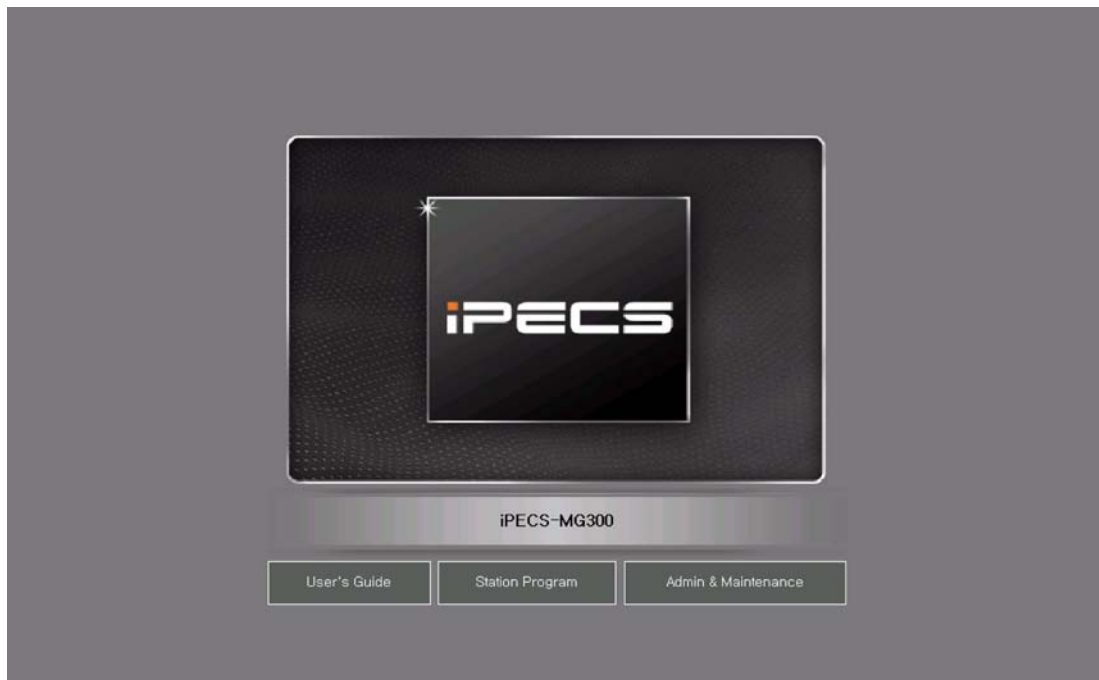 iPECS
iPECS-MG300
User's Guide
Station Program
Admin & Maintenance